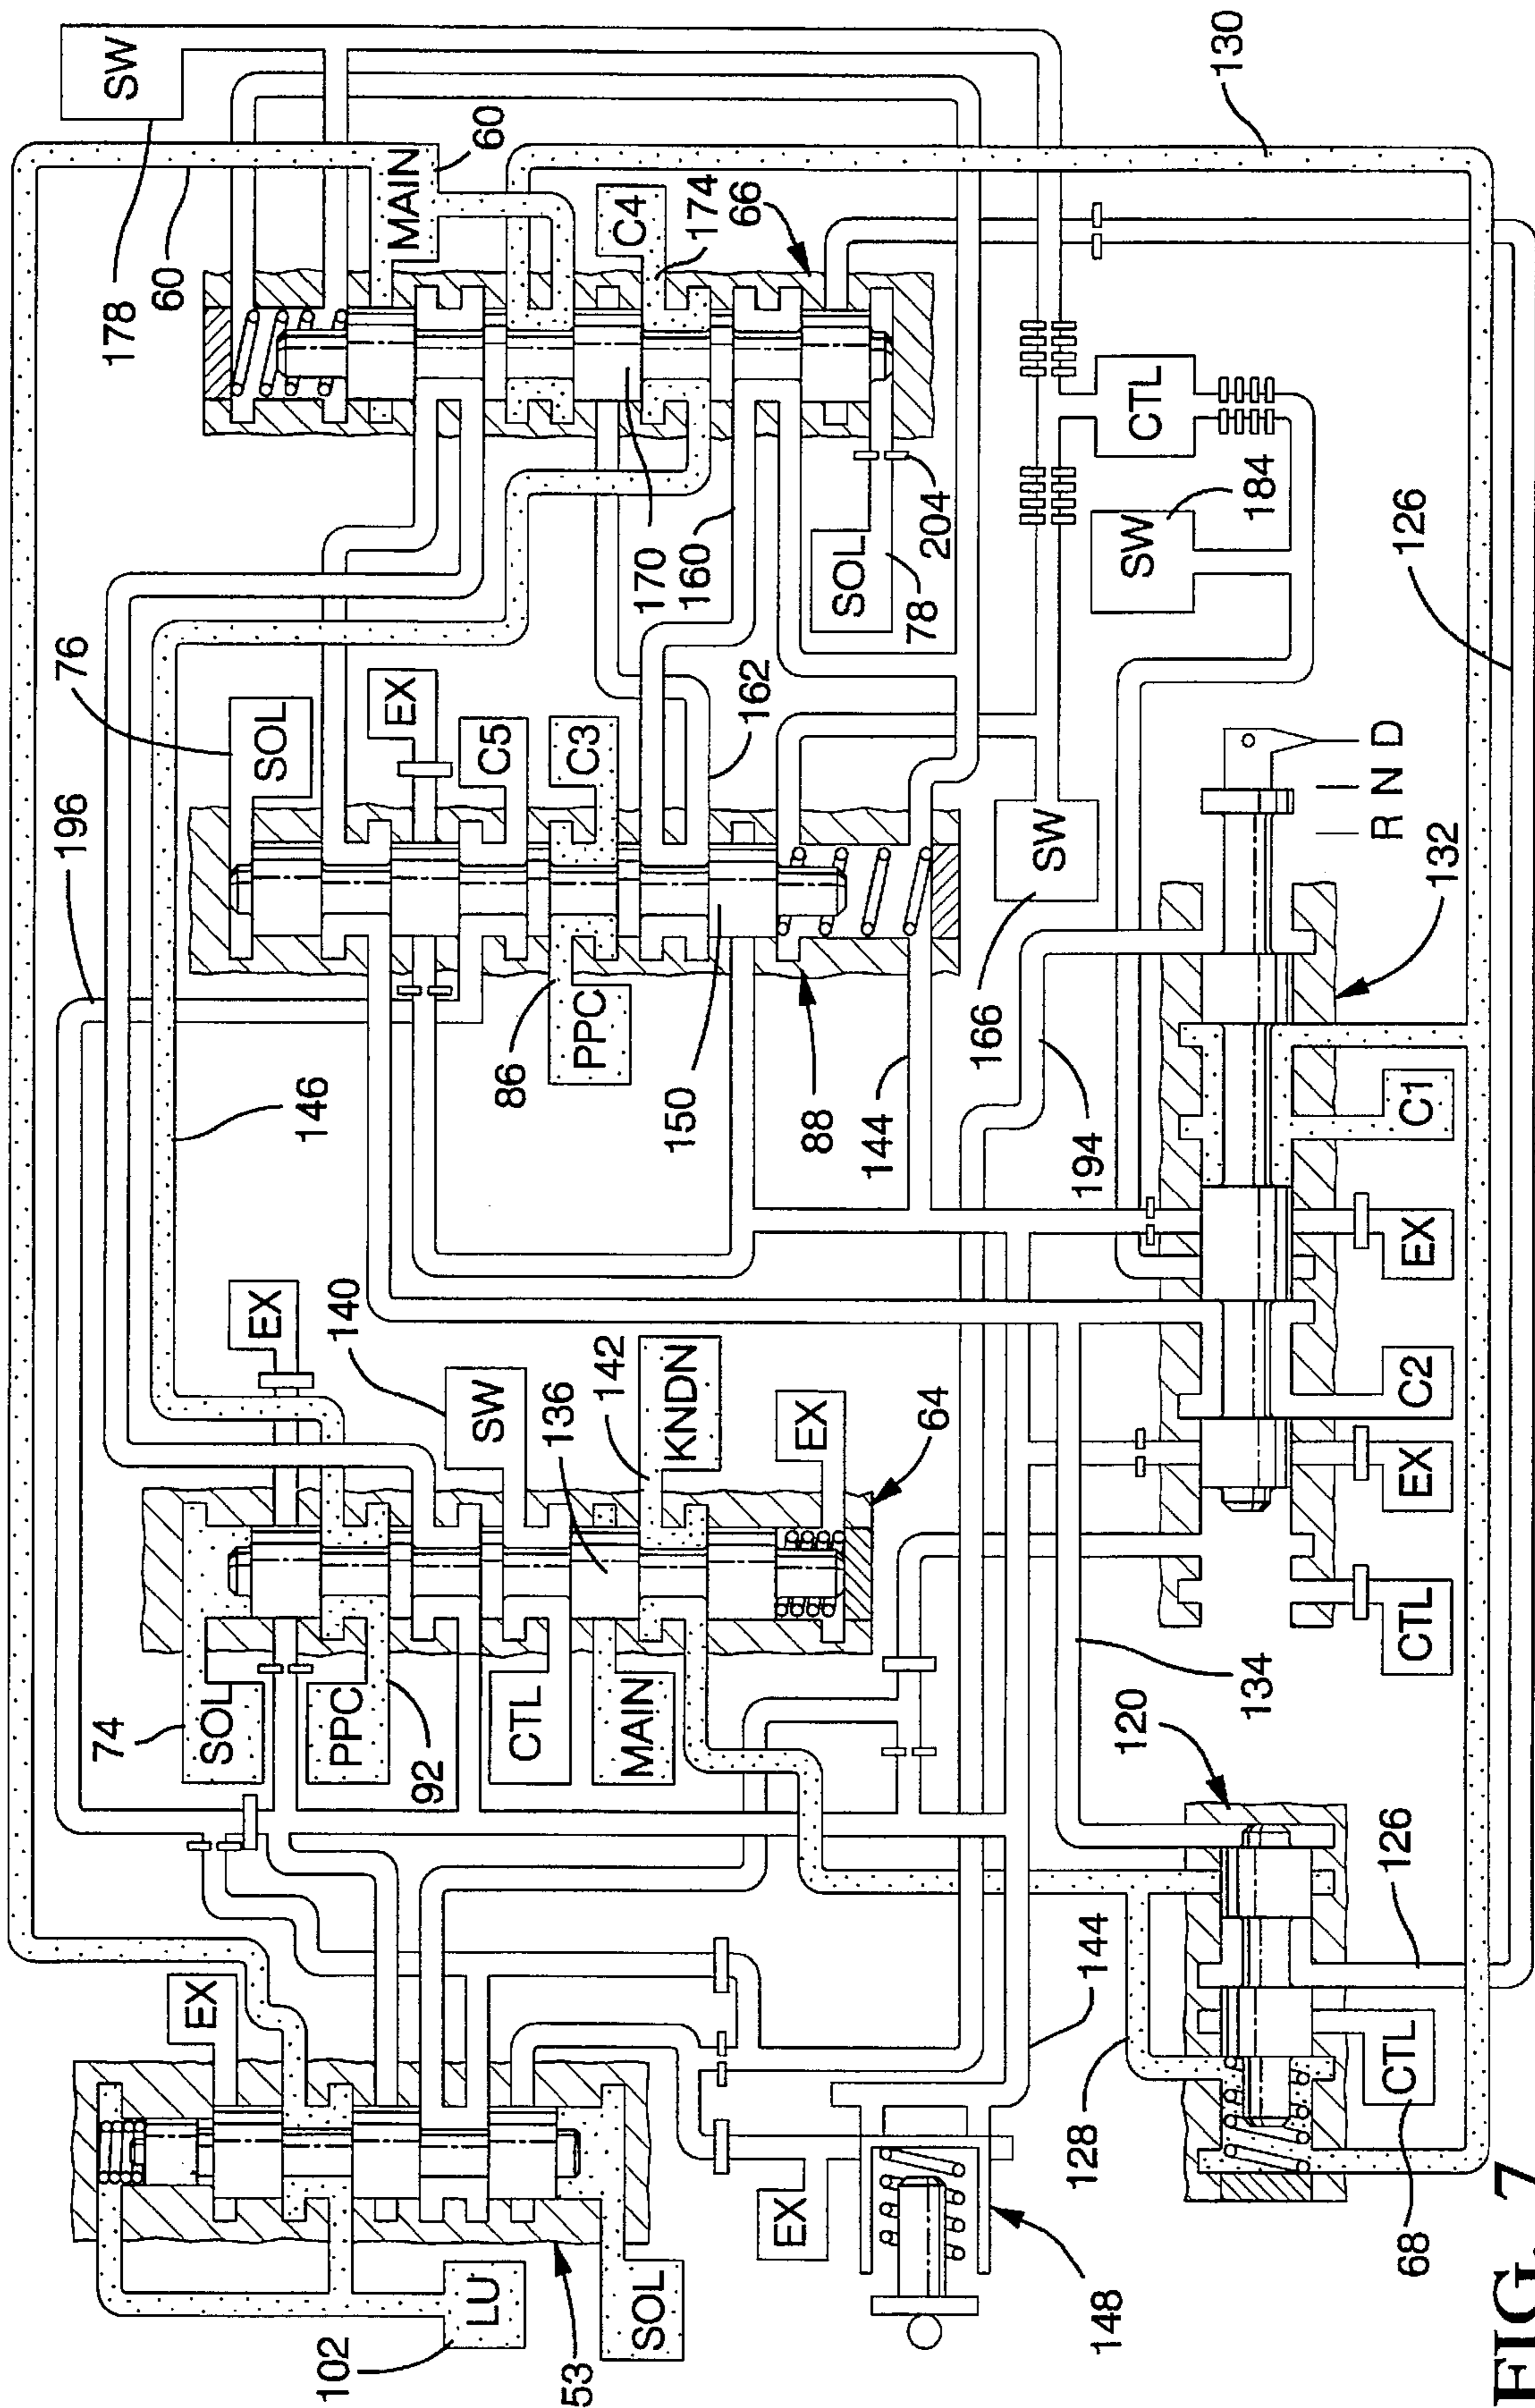 SW
178
60
MAIN
60
C4
174
66
130
196
76
SOL
EX
C5
C3
162
170
160
SOL
78
204
CTL
SW
184
126
146
86
PPC
150
88
144
166
SW
194
R N D
132
EX
140
SW
136
142
KNDN
EX
64
C1
EX
C2
EX
CTL
134
74
SOL
PPC
92
CTL
MAIN
120
126
EX
144
128
CTL
68
102
LU
53
SOL
EX
148
FIG. 7